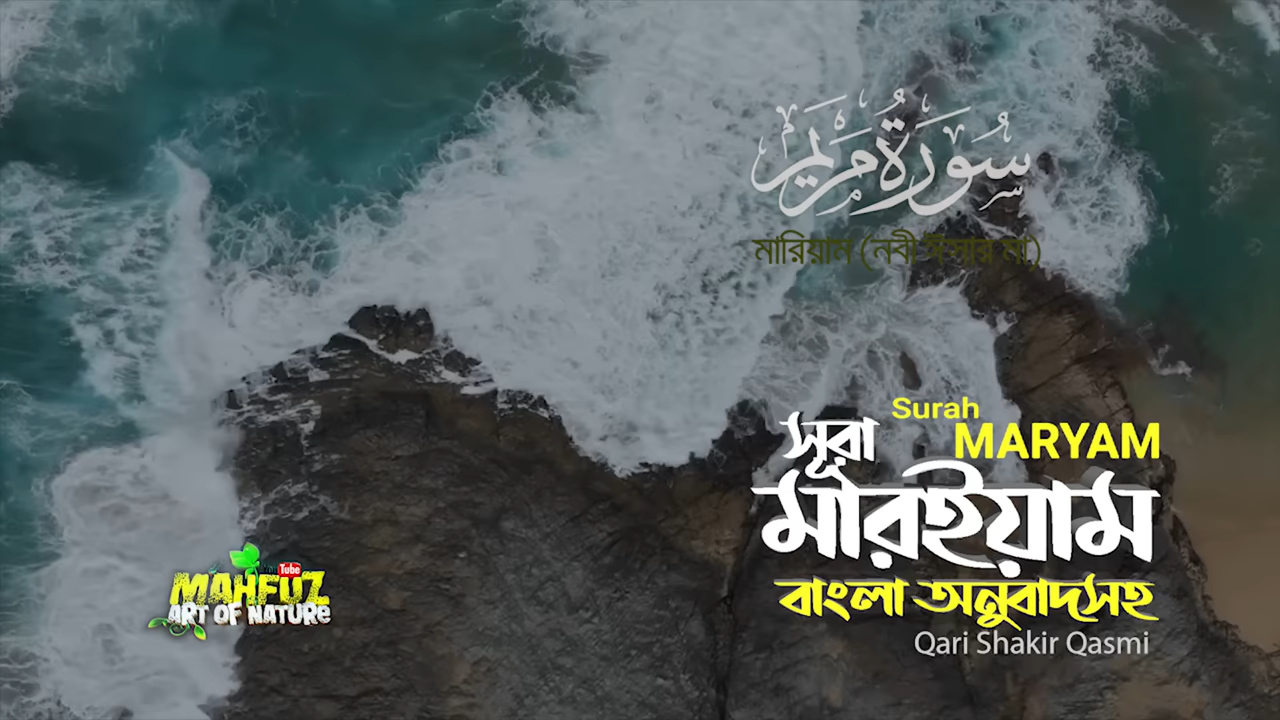 سُورَةُ مَرْيَم
মারিয়াম (নবী ঈসার মা)
Surah
সূরা MARYAM
মারইয়াম
বাংলা অনুবাদসহ
Qari Shakir Qasmi
YouTube
MAHFUZ
ART OF NATURE